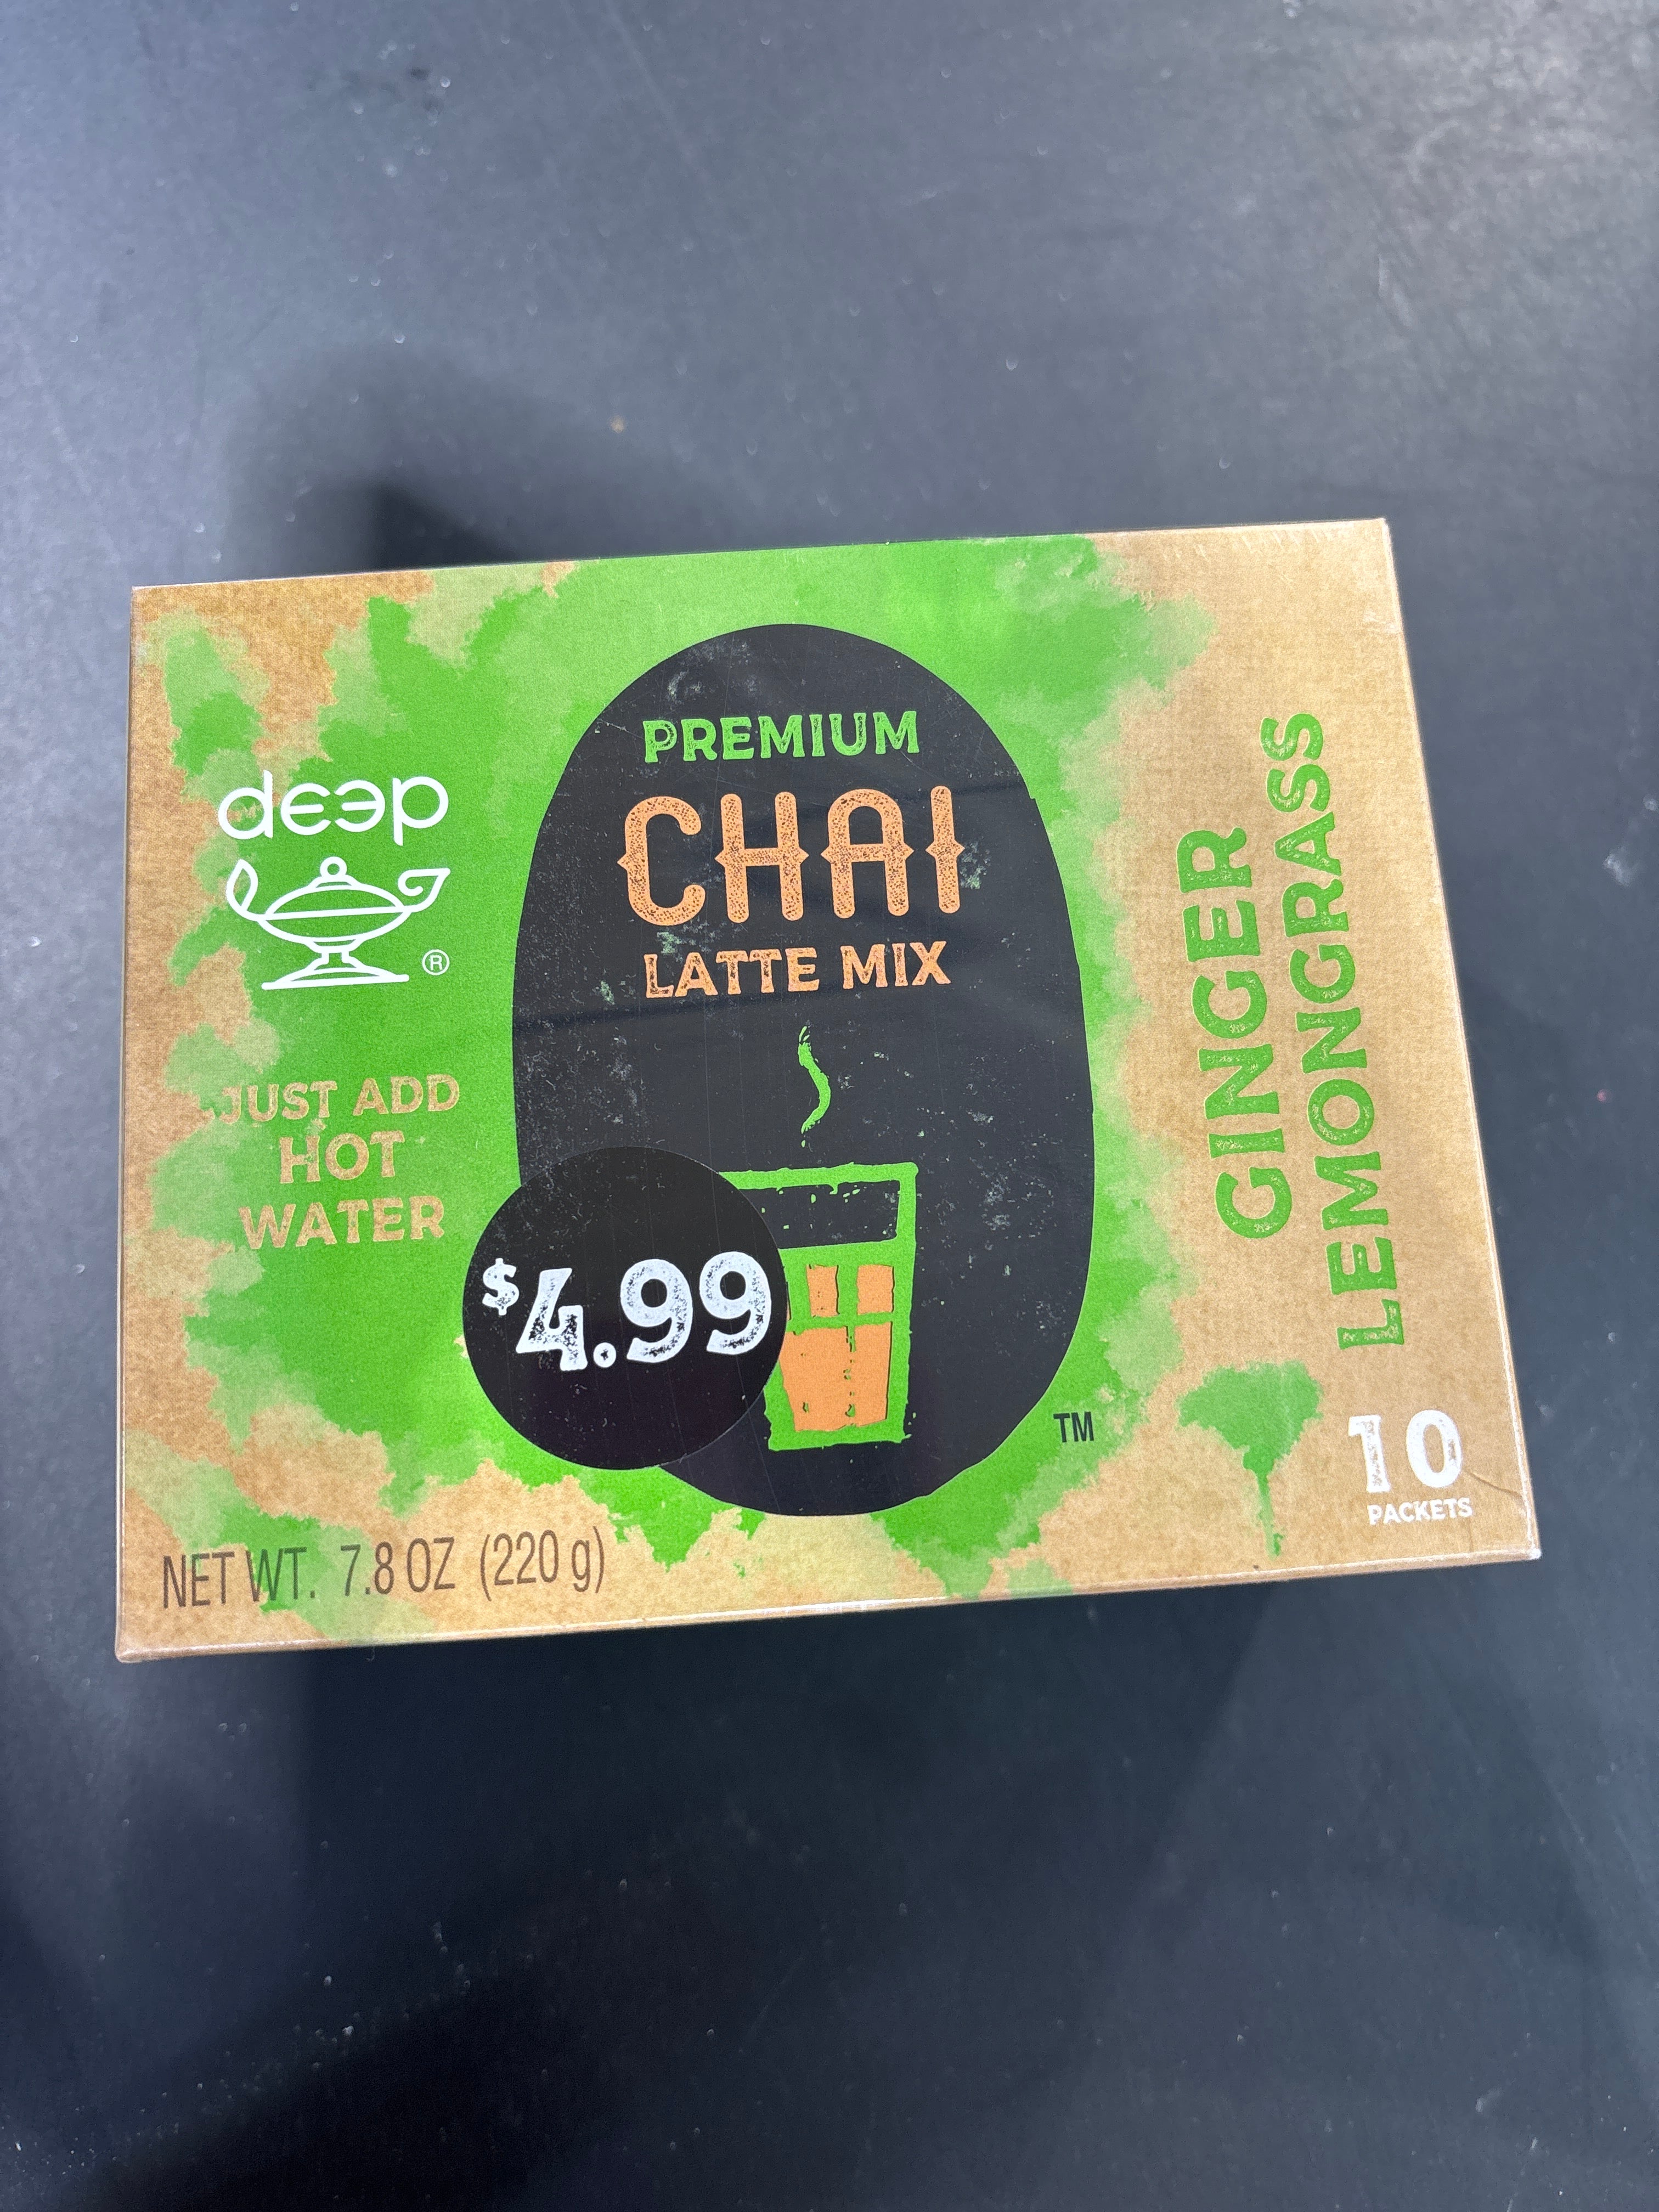 deep
®
JUST ADD
HOT
WATER
PREMIUM
CHAI
LATTE MIX
$4.99
TM
GINGER
LEMONGRASS
10
PACKETS
NET WT. 7.8 OZ (220 g)